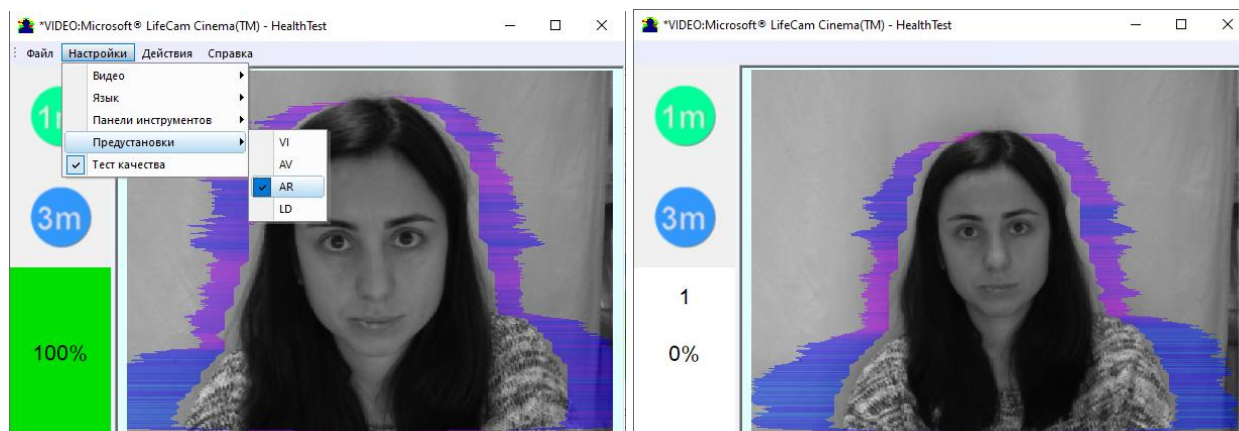 *VIDEO:Microsoft® LifeCam Cinema(TM) - HealthTest
Файл Настройки Действия Справка
Видео
Язык
Панели инструментов
Предустановки
Тест качества
VI
AV
AR
LD
3m
100%
*VIDEO:Microsoft® LifeCam Cinema(TM) - HealthTest
1m
3m
1
0%